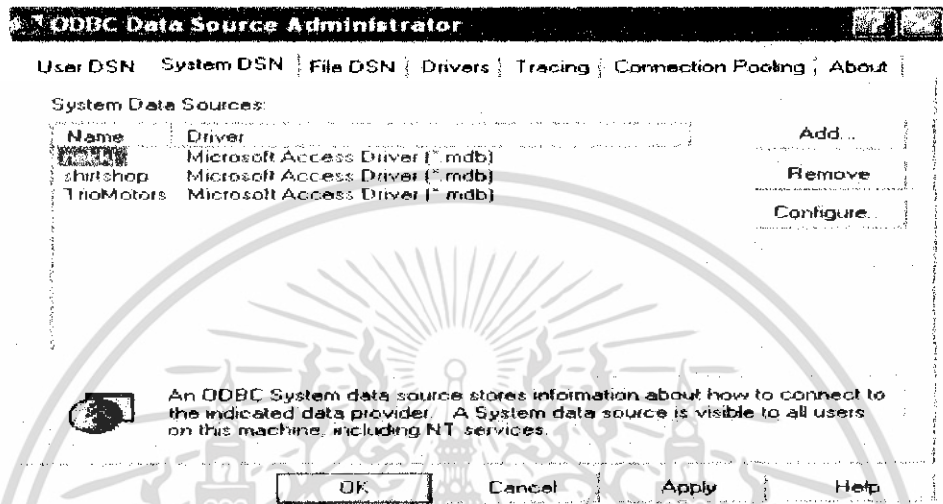 ODBC Data Source Administrator
User DSN System DSN File DSN Drivers Tracing Connection Pooling About
System Data Sources:
Name Driver
Microsoft Access Driver (*.mdb)
shirtshop Microsoft Access Driver (*.mdb)
TrioMotors Microsoft Access Driver (*.mdb)
Add...
Remove
Configure...
An ODBC System data source stores information about how to connect to
the indicated data provider. A System data source is visible to all users
on this machine, including NT services.
OK Cancel Apply Help